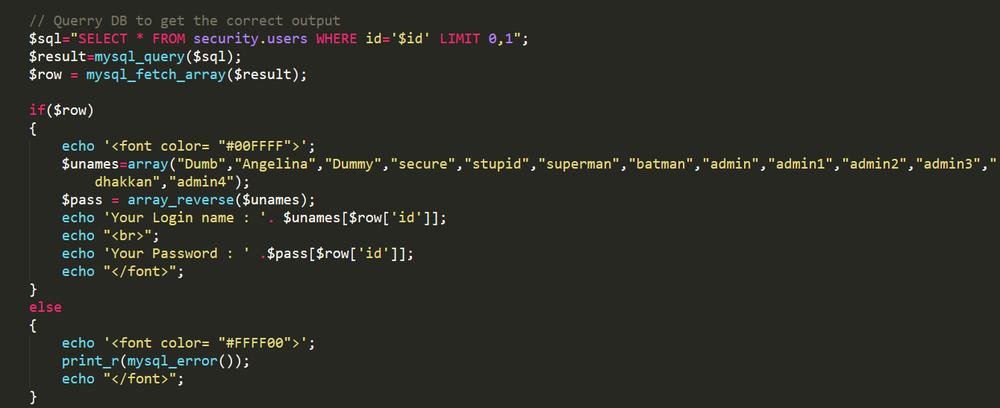 // Querry DB to get the correct output
$sql="SELECT * FROM security.users WHERE id='$id' LIMIT 0,1";
$result=mysql_query($sql);
$row = mysql_fetch_array($result);
if($row)
{
echo '<font color= "#00FFFF">';
$unames=array("Dumb","Angelina","Dummy","secure","stupid","superman","batman","admin","admin1","admin2","admin3","
dhakkan","admin4");
$pass = array_reverse($unames);
echo 'Your Login name : '. $unames[$row['id']];
echo "<br>";
echo 'Your Password : ' .$pass[$row['id']];
echo "</font>";
}
else
{
echo '<font color= "#FFFF00">';
print_r(mysql_error());
echo "</font>";
}